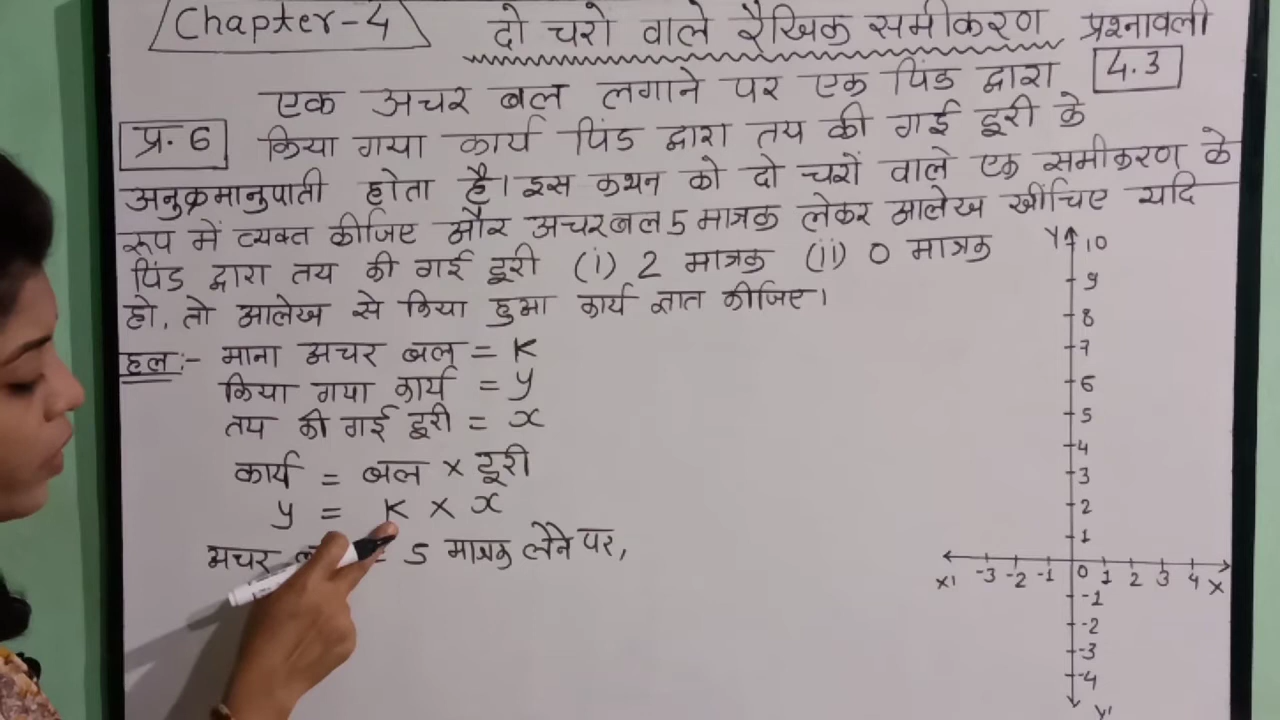 Chapter-4 दो चरो वाले रैखिक समीकरण प्रश्नावली
4.3
एक अचर बल लगाने पर एक पिंड द्वारा
प्र. 6 किया गया कार्य पिंड द्वारा तय की गई दूरी के
अनुक्रमानुपाती होता है। इस कथन को दो चरों वाले एक समीकरण के
रूप में व्यक्त कीजिए और अचर बल 5 मात्रक लेकर आलेख खींचिए यदि
पिंड द्वारा तय की गई दूरी (i) 2 मात्रक (ii) 0 मात्रक
हो, तो आलेख से किया हुआ कार्य ज्ञात कीजिए।
हल:- माना अचर बल = K
किया गया कार्य = y
तय की गई दूरी = x
कार्य = बल × दूरी
y = K × x
अचर = 5 मात्रक लेने पर,
Y 10
9
8
7
6
5
4
3
2
1
X' -3 -2 -1 0 1 2 3 4 X
-1
-2
-3
-4
Y'